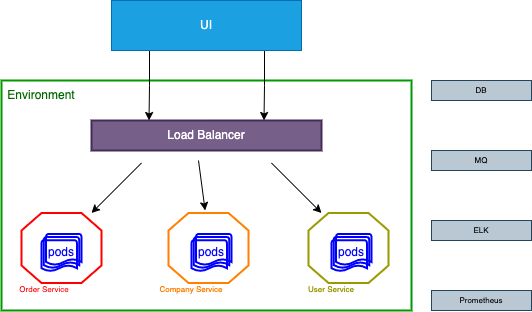 UI
Environment
DB
Load Balancer
MQ
pods
pods
pods
ELK
Order Service
Company Service
User Service
Prometheus